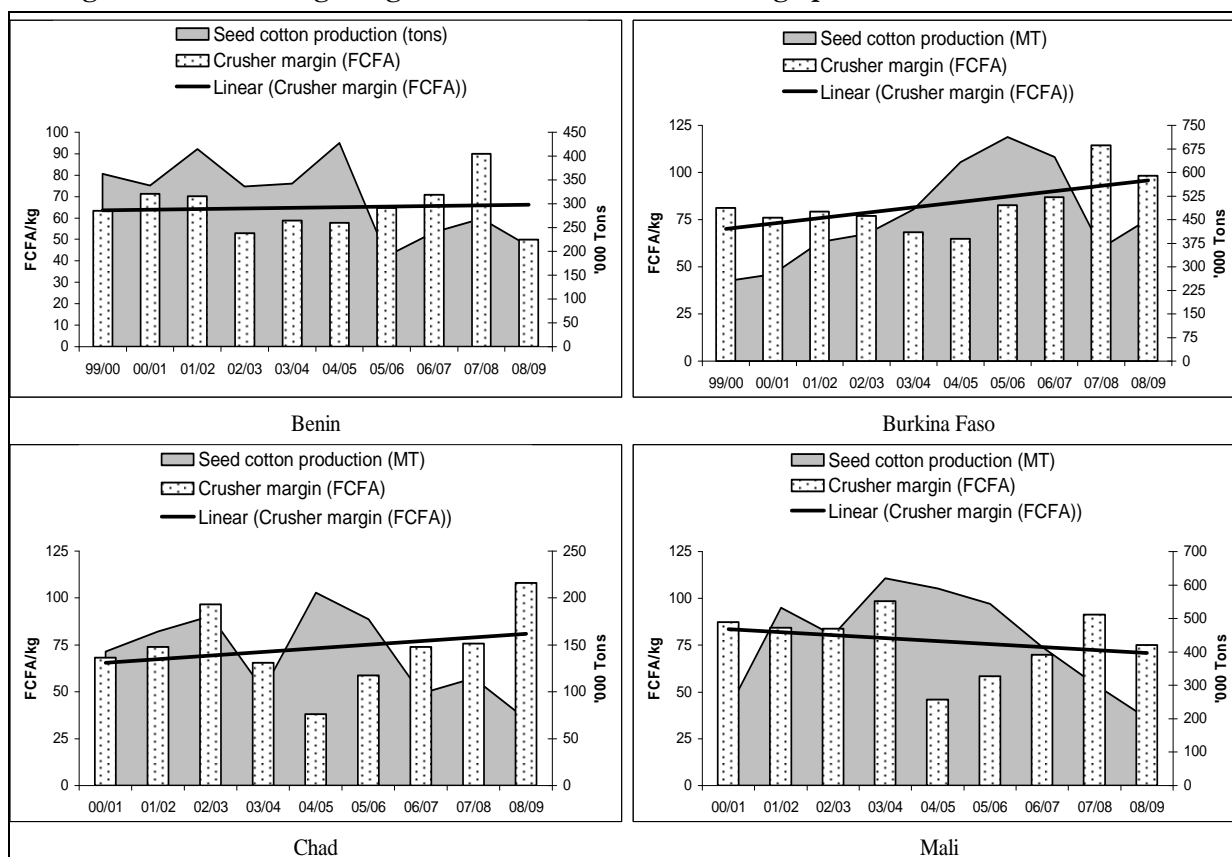 Seed cotton production (tons)
Crusher margin (FCFA)
Linear (Crusher margin (FCFA))
FCFA/kg
100
90
80
70
60
50
40
30
20
10
0
450
400
350
300
250
200
150
100
50
0
'000 Tons
99/00 00/01 01/02 02/03 03/04 04/05 05/06 06/07 07/08 08/09
Benin
Seed cotton production (MT)
Crusher margin (FCFA)
Linear (Crusher margin (FCFA))
FCFA/kg
125
100
75
50
25
0
750
675
600
525
450
375
300
225
150
75
0
'000 Tons
99/00 00/01 01/02 02/03 03/04 04/05 05/06 06/07 07/08 08/09
Burkina Faso
Seed cotton production (MT)
Crusher margin (FCFA)
Linear (Crusher margin (FCFA))
FCFA/kg
125
100
75
50
25
0
250
200
150
100
50
0
'000 Tons
00/01 01/02 02/03 03/04 04/05 05/06 06/07 07/08 08/09
Chad
Seed cotton production (MT)
Crusher margin (FCFA)
Linear (Crusher margin (FCFA))
FCFA/kg
125
100
75
50
25
0
700
600
500
400
300
200
100
0
'000 Tons
00/01 01/02 02/03 03/04 04/05 05/06 06/07 07/08 08/09
Mali